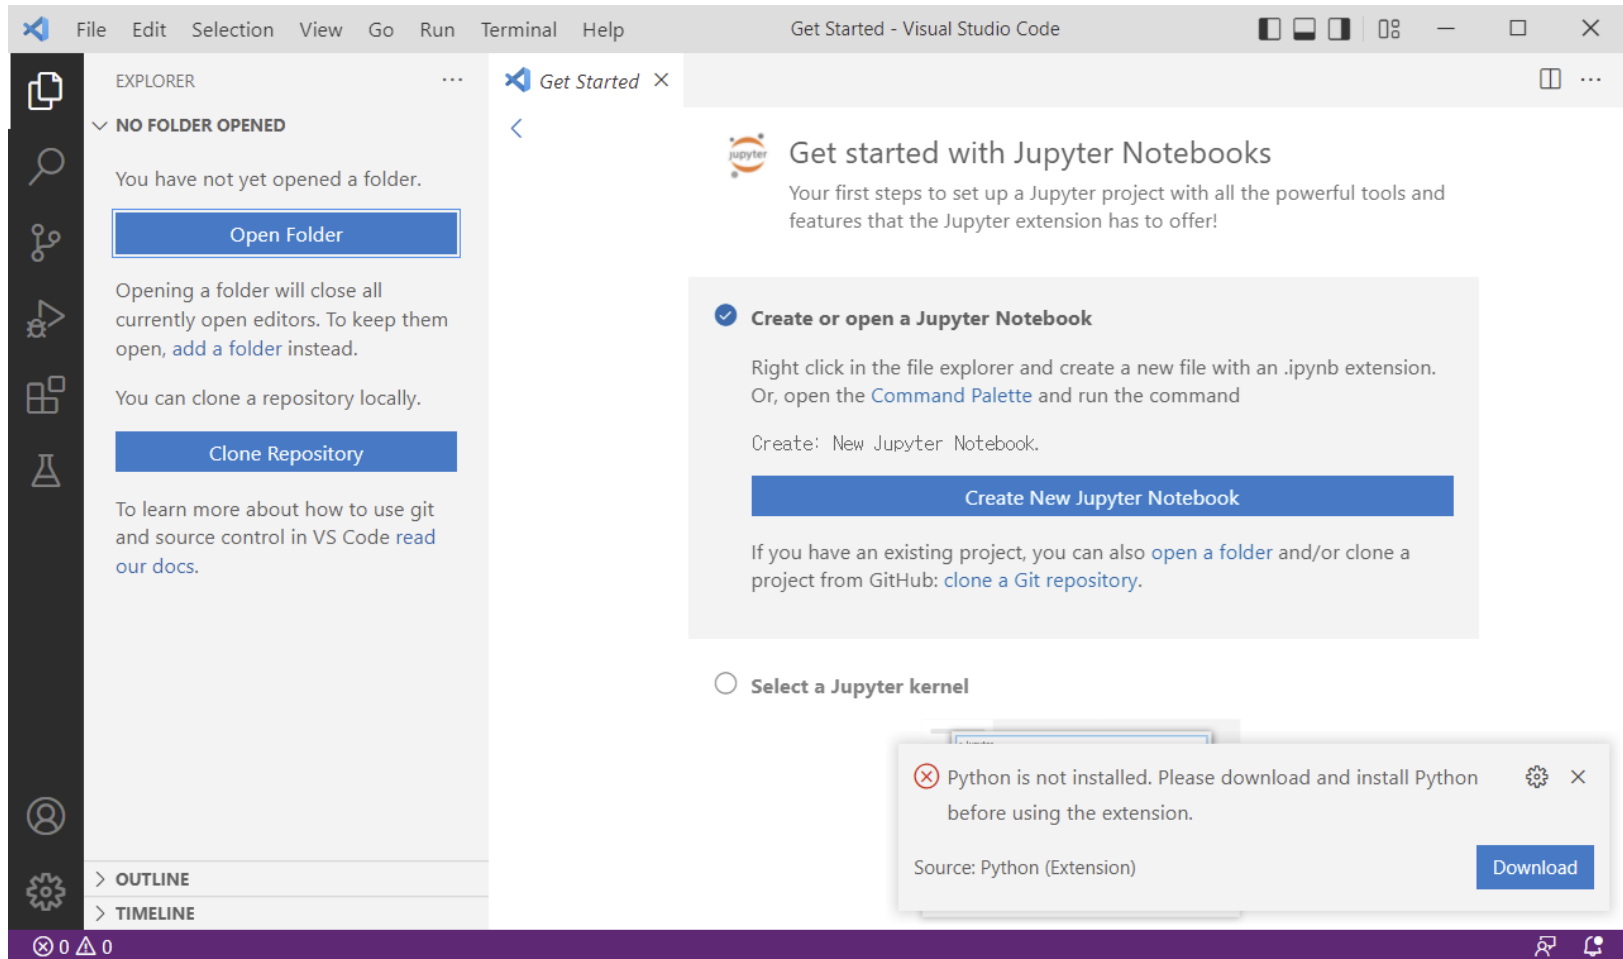 File Edit Selection View Go Run Terminal Help
Get Started - Visual Studio Code
EXPLORER
NO FOLDER OPENED
You have not yet opened a folder.
Open Folder
Opening a folder will close all
currently open editors. To keep them
open, add a folder instead.
You can clone a repository locally.
Clone Repository
To learn more about how to use git
and source control in VS Code read
our docs.
OUTLINE
TIMELINE
Get Started
jupyter
Get started with Jupyter Notebooks
Your first steps to set up a Jupyter project with all the powerful tools and
features that the Jupyter extension has to offer!
Create or open a Jupyter Notebook
Right click in the file explorer and create a new file with an .ipynb extension.
Or, open the Command Palette and run the command
Create: New Jupyter Notebook.
Create New Jupyter Notebook
If you have an existing project, you can also open a folder and/or clone a
project from GitHub: clone a Git repository.
Select a Jupyter kernel
Python is not installed. Please download and install Python
before using the extension.
Source: Python (Extension)
Download
0 0